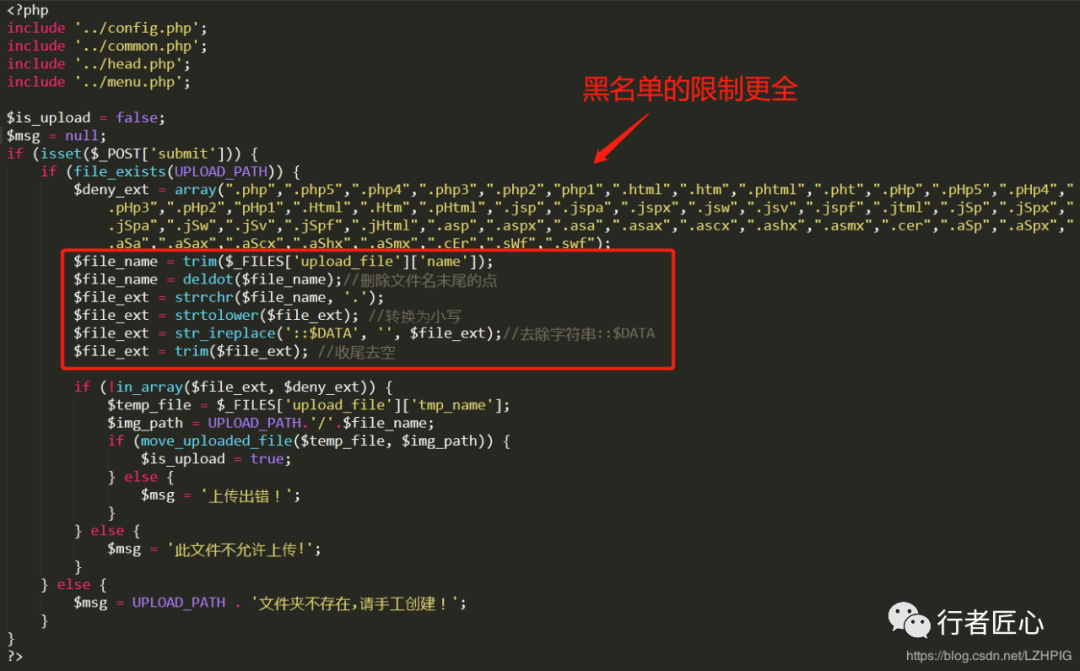 <?php
include '../config.php';
include '../common.php';
include '../head.php';
include '../menu.php';
黑名单的限制更全
$is_upload = false;
$msg = null;
if (isset($_POST['submit'])) {
if (file_exists(UPLOAD_PATH)) {
$deny_ext = array(".php",".php5",".php4",".php3",".php2","php1",".html",".htm",".phtml",".pht",".pHp",".pHp5",".pHp4","
.pHp3",".pHp2","pHp1",".Html",".Htm",".pHtml",".jsp",".jspa",".jspx",".jsw",".jsv",".jspf",".jtml",".jSp",".jSpx","
.jSpa",".jSw",".jSv",".jSpf",".jHtml",".asp",".aspx",".asa",".asax",".ascx",".ashx",".asmx",".cer",".aSp",".aSpx","
.aSa",".aSax",".aScx",".aShx",".aSmx",".cEr",".sWf",".swf");
$file_name = trim($_FILES['upload_file']['name']);
$file_name = deldot($file_name);//删除文件名末尾的点
$file_ext = strrchr($file_name, '.');
$file_ext = strtolower($file_ext); //转换为小写
$file_ext = str_ireplace('::$DATA', '', $file_ext);//去除字符串::$DATA
$file_ext = trim($file_ext); //收尾去空
if (!in_array($file_ext, $deny_ext)) {
$temp_file = $_FILES['upload_file']['tmp_name'];
$img_path = UPLOAD_PATH.'/'.$file_name;
if (move_uploaded_file($temp_file, $img_path)) {
$is_upload = true;
} else {
$msg = '上传出错！';
}
} else {
$msg = '此文件不允许上传!';
}
} else {
$msg = UPLOAD_PATH . '文件夹不存在,请手工创建！';
}
}
?>
行者匠心
https://blog.csdn.net/LZHPIG